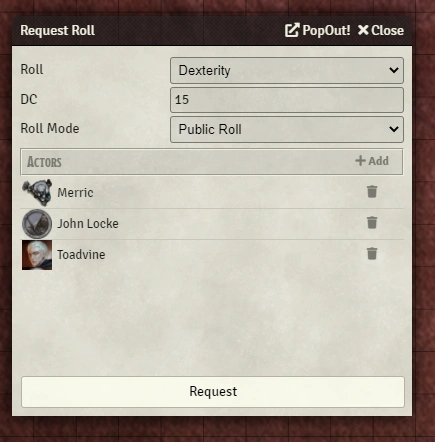 Request Roll PopOut! Close
Roll Dexterity
DC 15
Roll Mode Public Roll
Actors Add
Merric
John Locke
Toadvine
Request